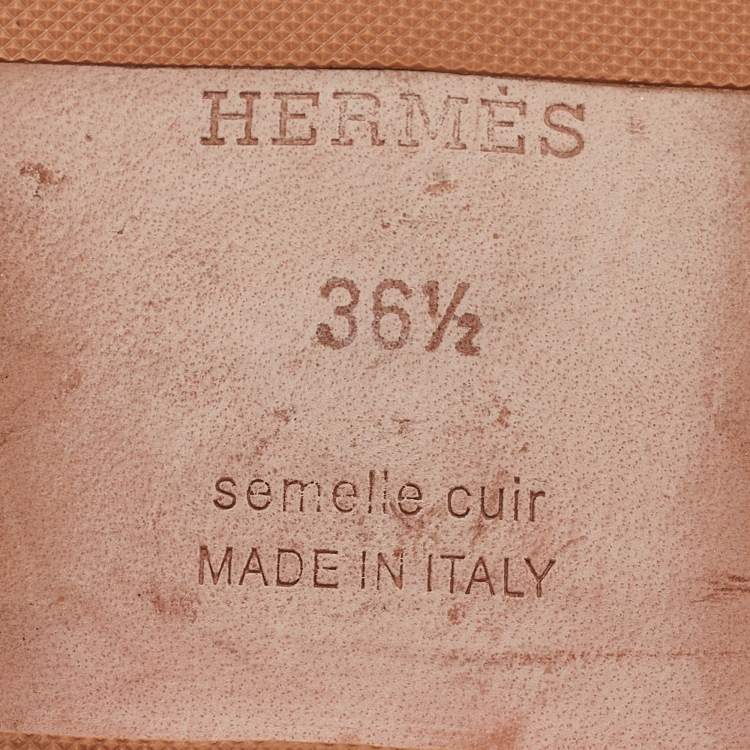 HERMÈS
36½
semelle cuir
MADE IN ITALY